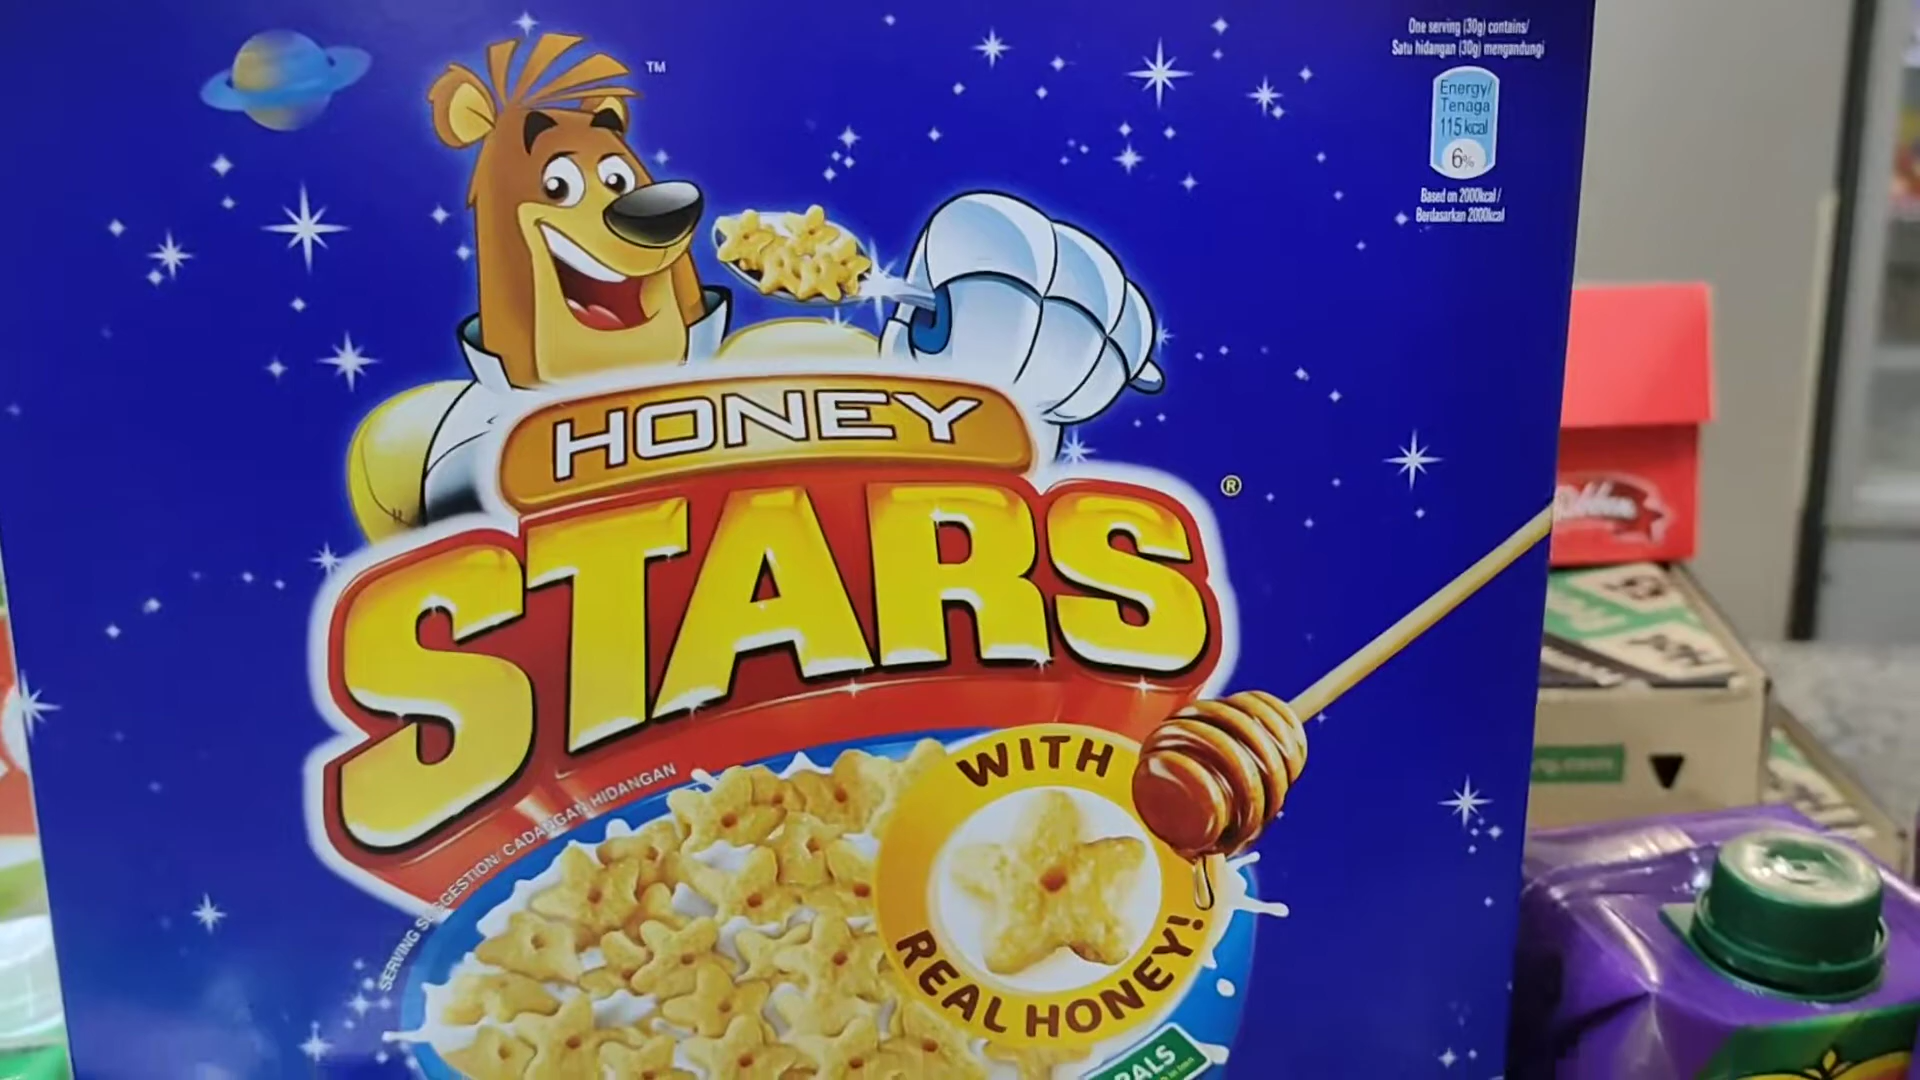 One serving (30g) contains/
Satu hidangan (30g) mengandungi
Energy/
Tenaga
115 kcal
6%
Based on 2000kcal /
Berdasarkan 2000kcal
TM
HONEY
STARS
®
SERVING SUGGESTION/ CADANGAN HIDANGAN
WITH
REAL HONEY!
Hot